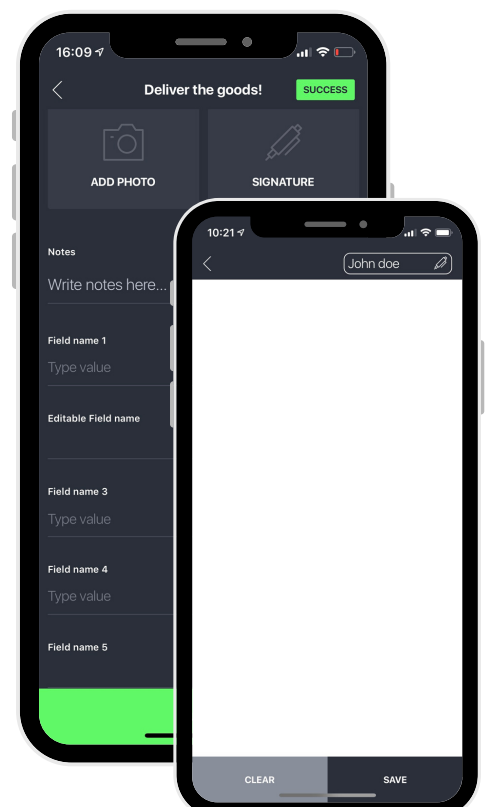 16:09
Deliver the goods!
SUCCESS
ADD PHOTO
SIGNATURE
Notes
Write notes here...
Field name 1
Type value
Editable Field name
Field name 3
Type value
Field name 4
Type value
Field name 5
10:21
John doe
CLEAR
SAVE